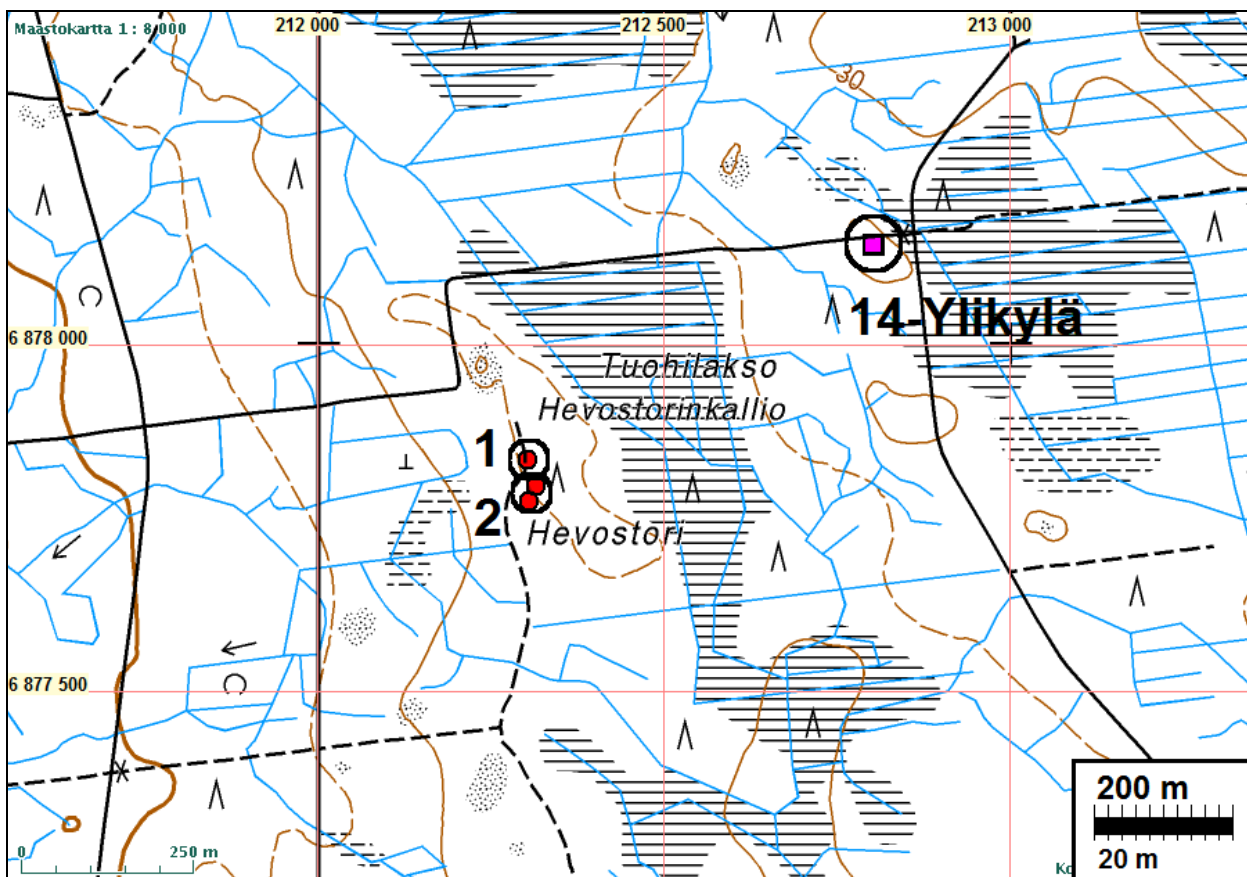 Maastokartta 1 : 8 000
212 000
212 500
213 000
30
14-Ylikylä
6 878 000
Tuohilakso
Hevostorinkallio
1
2
Hevostori
6 877 500
200 m
20 m
0 250 m